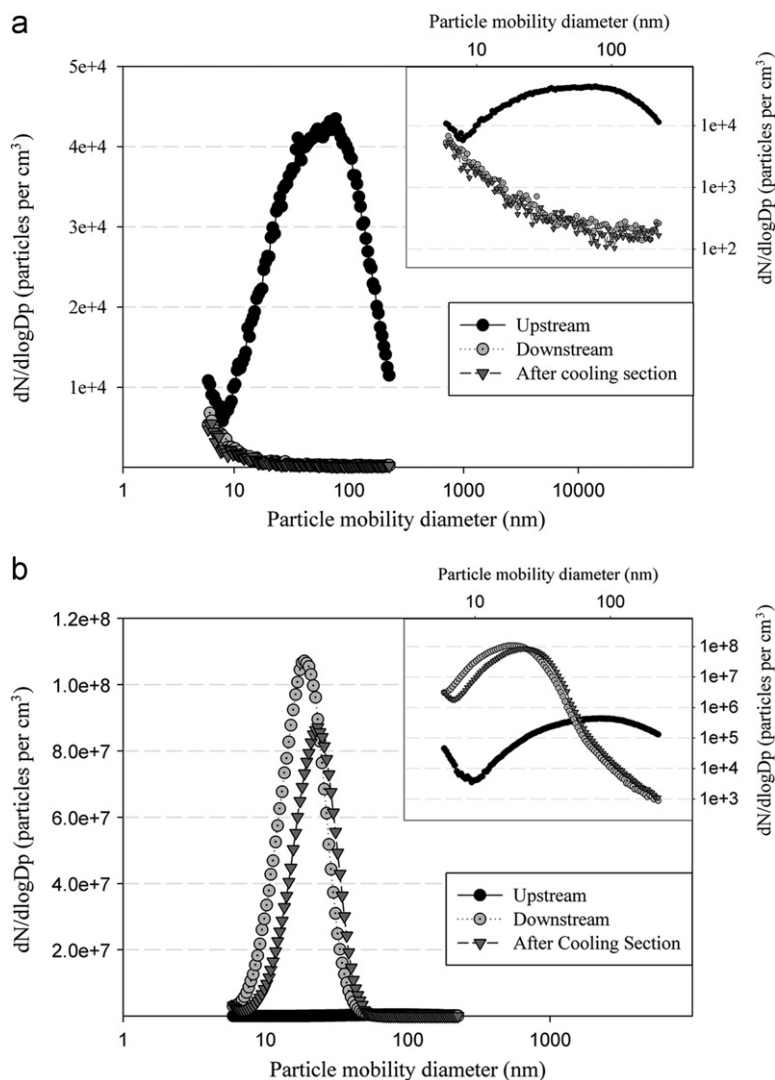 a
Particle mobility diameter (nm)
10
100
5e+4
4e+4
3e+4
2e+4
1e+4
dN/dlogDp (particles per cm³)
1e+4
1e+3
1e+2
dN/dlogDp (particles per cm³)
Upstream
Downstream
After cooling section
1
10
100
1000
10000
Particle mobility diameter (nm)
b
Particle mobility diameter (nm)
10
100
1.2e+8
1.0e+8
8.0e+7
6.0e+7
4.0e+7
2.0e+7
dN/dlogDp (particles per cm³)
1e+8
1e+7
1e+6
1e+5
1e+4
1e+3
dN/dlogDp (particles per cm³)
Upstream
Downstream
After Cooling Section
1
10
100
1000
Particle mobility diameter (nm)